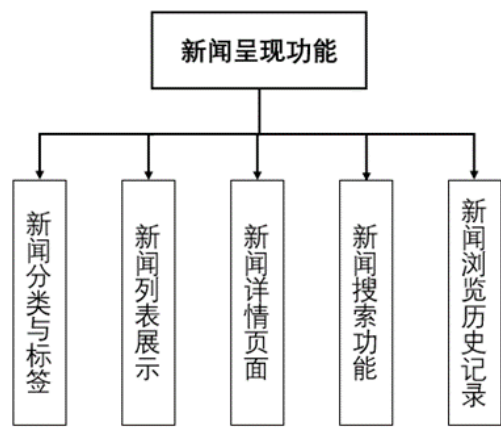 新闻呈现功能
新闻分类与标签
新闻列表展示
新闻详情页面
新闻搜索功能
新闻浏览历史记录